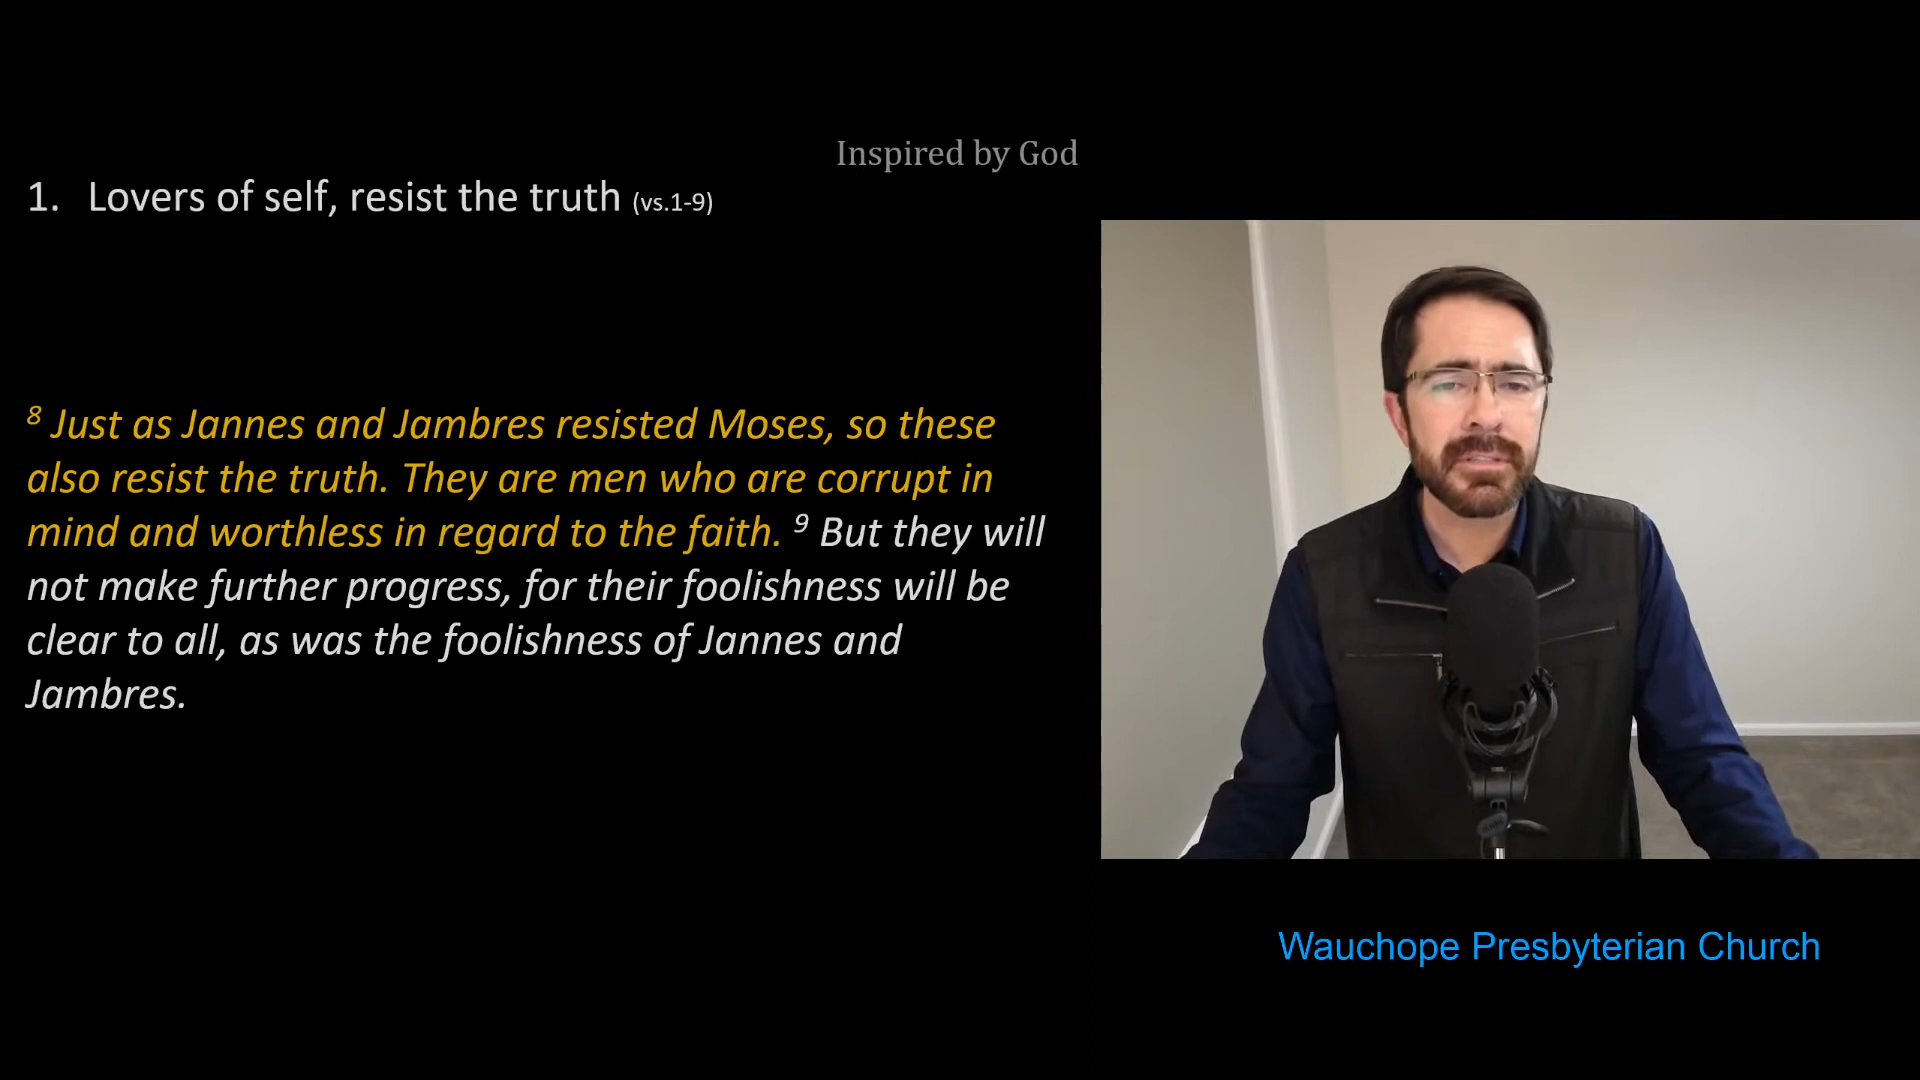 Inspired by God
1. Lovers of self, resist the truth (vs.1-9)
⁸ Just as Jannes and Jambres resisted Moses, so these
also resist the truth. They are men who are corrupt in
mind and worthless in regard to the faith. ⁹ But they will
not make further progress, for their foolishness will be
clear to all, as was the foolishness of Jannes and
Jambres.
Wauchope Presbyterian Church